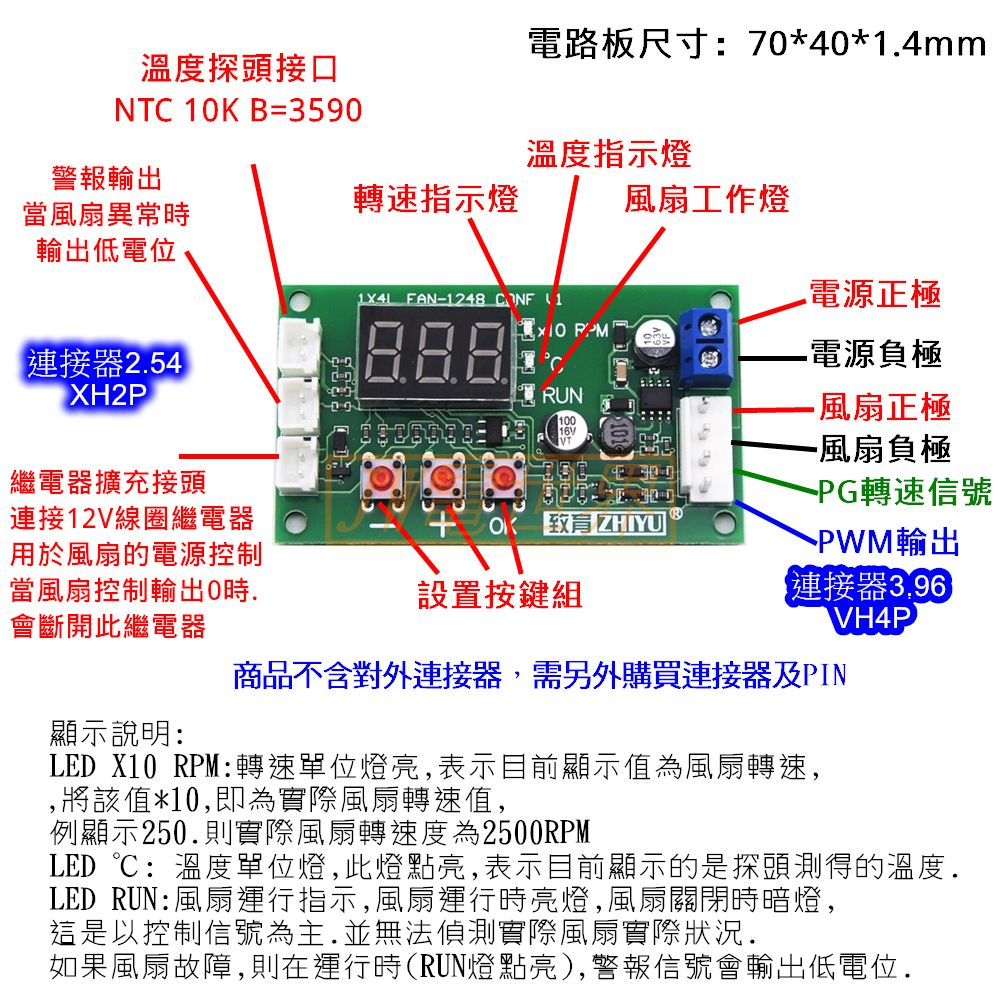 電路板尺寸: 70*40*1.4mm
溫度探頭接口
NTC 10K B=3590
溫度指示燈
警報輸出
當風扇異常時
輸出低電位
轉速指示燈
風扇工作燈
電源正極
電源負極
連接器2.54
XH2P
風扇正極
風扇負極
PG轉速信號
PWM輸出
連接器3,96
VH4P
繼電器擴充接頭
連接12V線圈繼電器
用於風扇的電源控制
當風扇控制輸出0時.
會斷開此繼電器
1X4L FAN-1248 CONF V1
x10 RPM
°C
RUN
10
63V
VF
100
16V
VT
101
— + OK
致育 ZHIYU®
設置按鍵組
商品不含對外連接器，需另外購買連接器及PIN
顯示說明:
LED X10 RPM:轉速單位燈亮,表示目前顯示值為風扇轉速,
,將該值*10,即為實際風扇轉速值,
例顯示250.則實際風扇轉速度為2500RPM
LED ℃: 溫度單位燈,此燈點亮,表示目前顯示的是探頭測得的溫度.
LED RUN:風扇運行指示,風扇運行時亮燈,風扇關閉時暗燈,
這是以控制信號為主.並無法偵測實際風扇實際狀況.
如果風扇故障,則在運行時(RUN燈點亮),警報信號會輸出低電位.